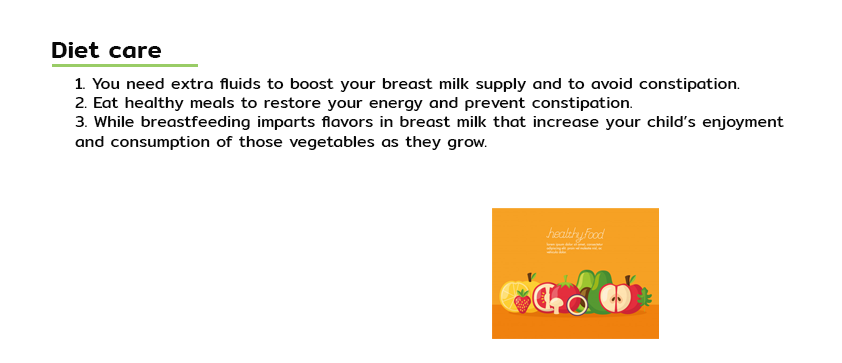 Diet care
1. You need extra fluids to boost your breast milk supply and to avoid constipation.
2. Eat healthy meals to restore your energy and prevent constipation.
3. While breastfeeding imparts flavors in breast milk that increase your child's enjoyment
and consumption of those vegetables as they grow.
healthy food